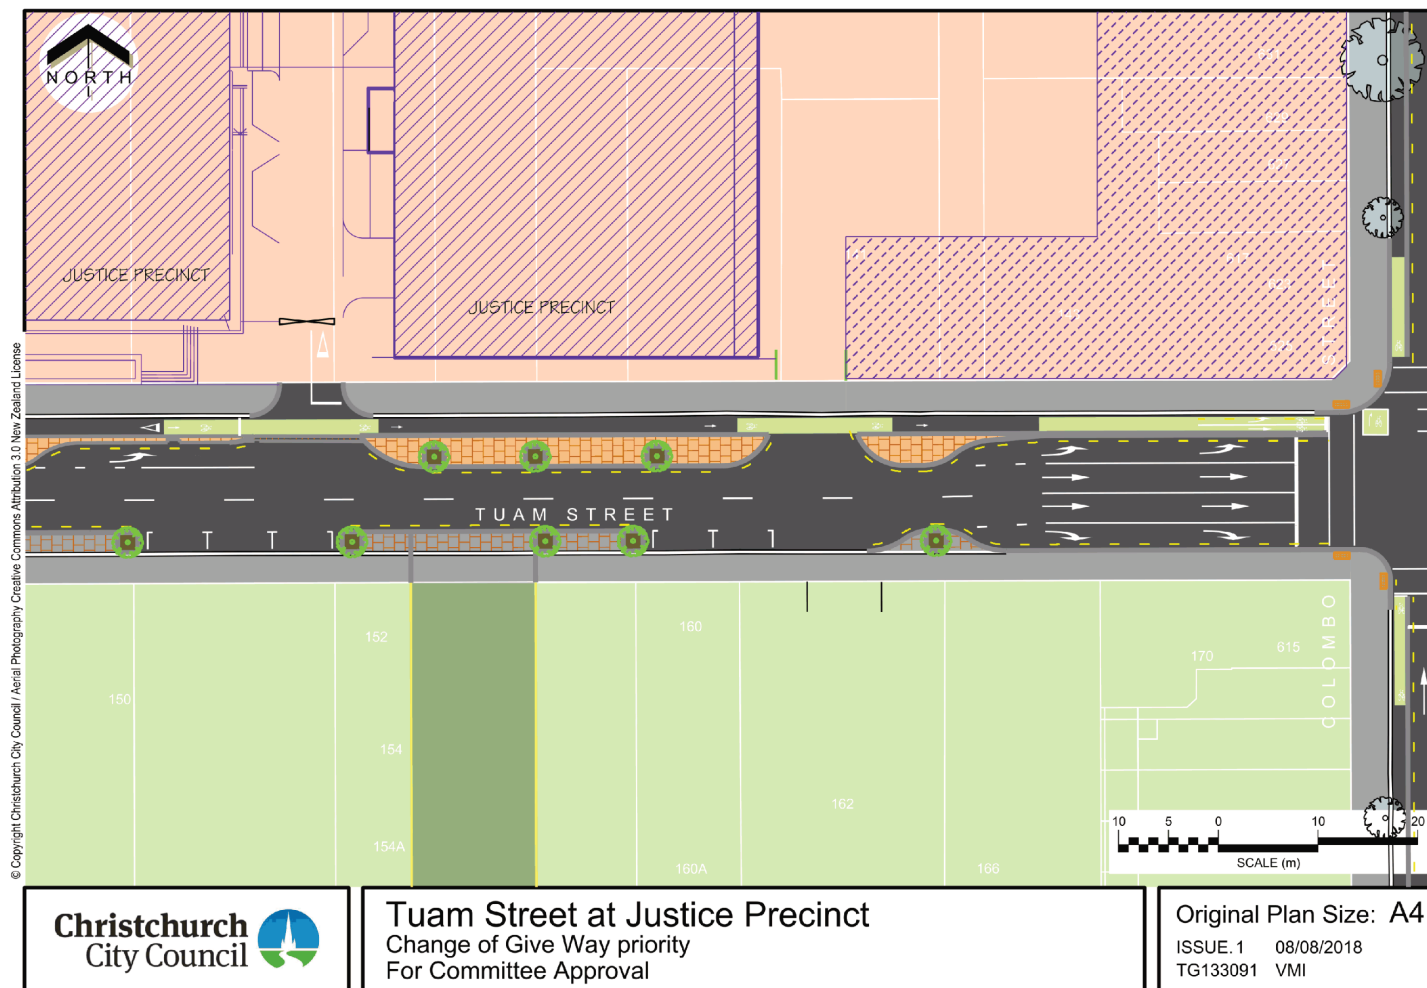 NORTH
JUSTICE PRECINCT
JUSTICE PRECINCT
STREET
TUAM STREET
COLOMBO
152
160
150
154
154A
160A
162
166
170
615
10 5 0 10 20
SCALE (m)
© Copyright Christchurch City Council / Aerial Photography Creative Commons Attribution 3.0 New Zealand License
Christchurch
City Council
Tuam Street at Justice Precinct
Change of Give Way priority
For Committee Approval
Original Plan Size: A4
ISSUE.1 08/08/2018
TG133091 VMI